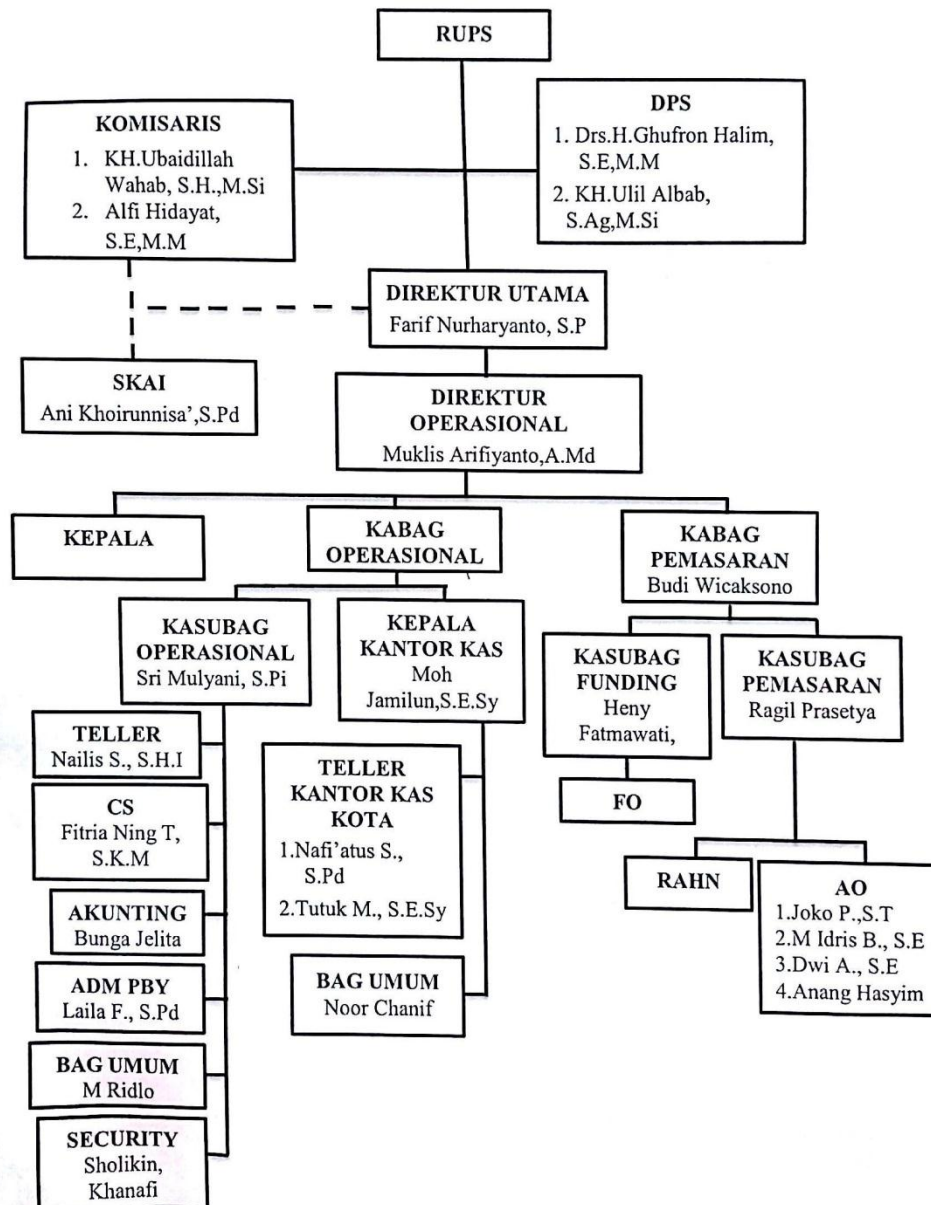 RUPS
KOMISARIS
1. KH.Ubaidillah
Wahab, S.H.,M.Si
2. Alfi Hidayat,
S.E,M.M
DPS
1. Drs.H.Ghufron Halim,
S.E,M.M
2. KH.Ulil Albab,
S.Ag,M.Si
DIREKTUR UTAMA
Farif Nurharyanto, S.P
SKAI
Ani Khoirunnisa',S.Pd
DIREKTUR
OPERASIONAL
Muklis Arifiyanto,A.Md
KEPALA
KABAG
OPERASIONAL
KABAG
PEMASARAN
Budi Wicaksono
KASUBAG
OPERASIONAL
Sri Mulyani, S.Pi
KEPALA
KANTOR KAS
Moh
Jamilun,S.E.Sy
KASUBAG
FUNDING
Heny
Fatmawati,
KASUBAG
PEMASARAN
Ragil Prasetya
TELLER
Nailis S., S.H.I
CS
Fitria Ning T,
S.K.M
AKUNTING
Bunga Jelita
ADM PBY
Laila F., S.Pd
BAG UMUM
M Ridlo
SECURITY
Sholikin,
Khanafi
TELLER
KANTOR KAS
KOTA
1.Nafi'atus S.,
S.Pd
2.Tutuk M., S.E.Sy
BAG UMUM
Noor Chanif
FO
RAHN
AO
1.Joko P.,S.T
2.M Idris B., S.E
3.Dwi A., S.E
4.Anang Hasyim